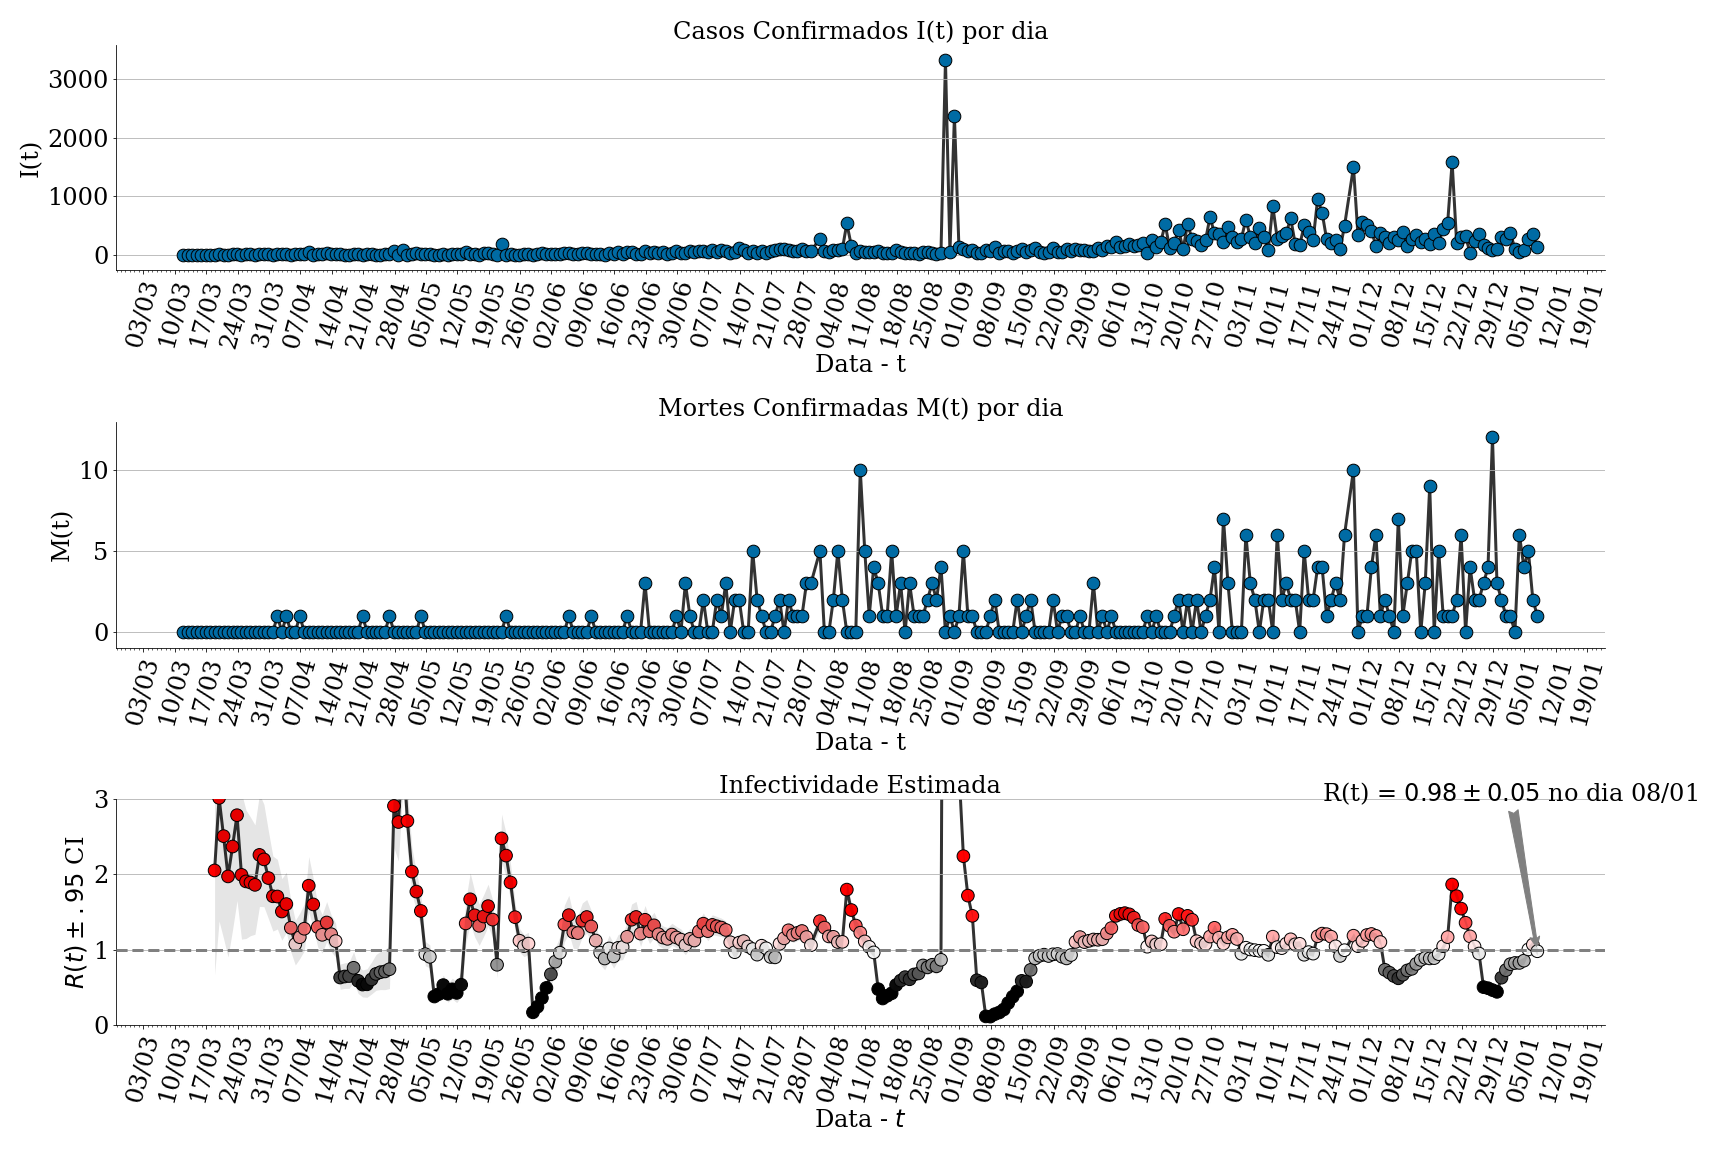 Casos Confirmados I(t) por dia
3000
2000
1000
0
I(t)
03/03 10/03 17/03 24/03 31/03 07/04 14/04 21/04 28/04 05/05 12/05 19/05 26/05 02/06 09/06 16/06 23/06 30/06 07/07 14/07 21/07 28/07 04/08 11/08 18/08 25/08 01/09 08/09 15/09 22/09 29/09 06/10 13/10 20/10 27/10 03/11 10/11 17/11 24/11 01/12 08/12 15/12 22/12 29/12 05/01 12/01 19/01
Data - t
Mortes Confirmadas M(t) por dia
10
5
0
M(t)
03/03 10/03 17/03 24/03 31/03 07/04 14/04 21/04 28/04 05/05 12/05 19/05 26/05 02/06 09/06 16/06 23/06 30/06 07/07 14/07 21/07 28/07 04/08 11/08 18/08 25/08 01/09 08/09 15/09 22/09 29/09 06/10 13/10 20/10 27/10 03/11 10/11 17/11 24/11 01/12 08/12 15/12 22/12 29/12 05/01 12/01 19/01
Data - t
Infectividade Estimada
R(t) = 0.98 ± 0.05 no dia 08/01
3
2
1
0
R(t) ± .95 CI
03/03 10/03 17/03 24/03 31/03 07/04 14/04 21/04 28/04 05/05 12/05 19/05 26/05 02/06 09/06 16/06 23/06 30/06 07/07 14/07 21/07 28/07 04/08 11/08 18/08 25/08 01/09 08/09 15/09 22/09 29/09 06/10 13/10 20/10 27/10 03/11 10/11 17/11 24/11 01/12 08/12 15/12 22/12 29/12 05/01 12/01 19/01
Data - t